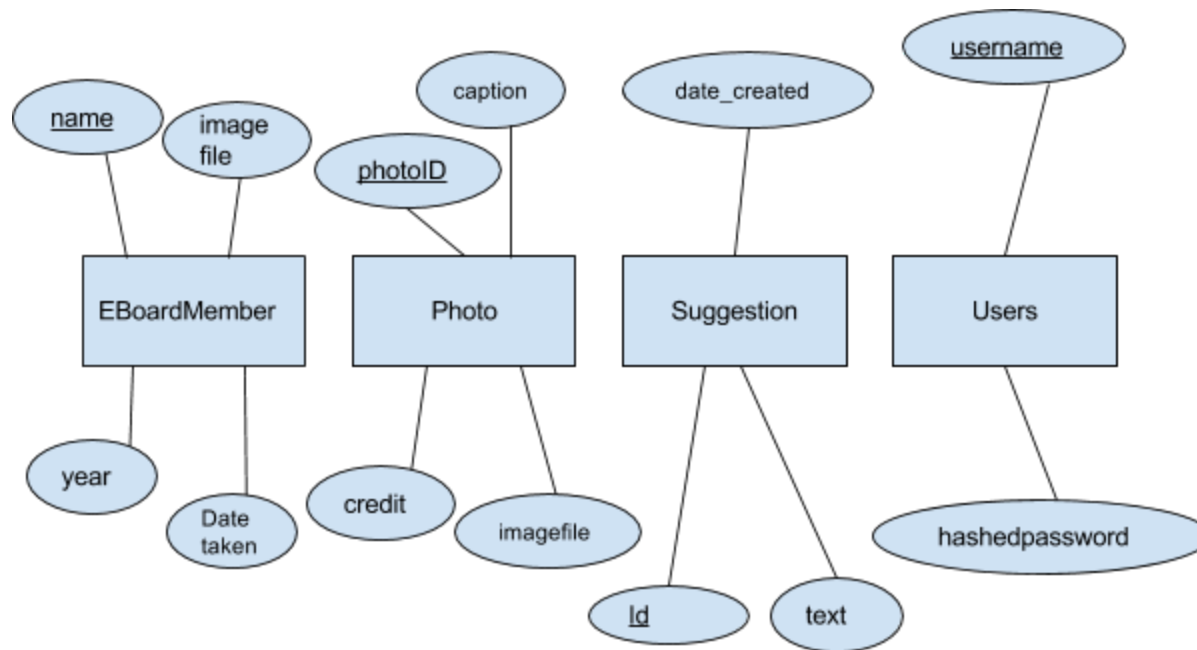 username
caption
date_created
name
image
file
photoID
EBoardMember
Photo
Suggestion
Users
year
credit
Date
taken
imagefile
hashedpassword
Id
text